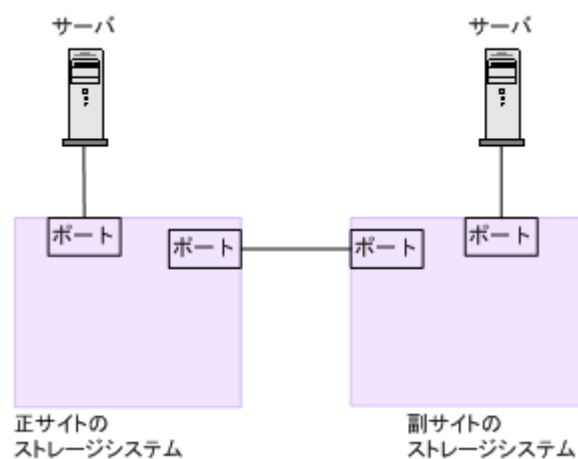 サーバ
サーバ
ポート
ポート
ポート
ポート
正サイトの
ストレージシステム
副サイトの
ストレージシステム